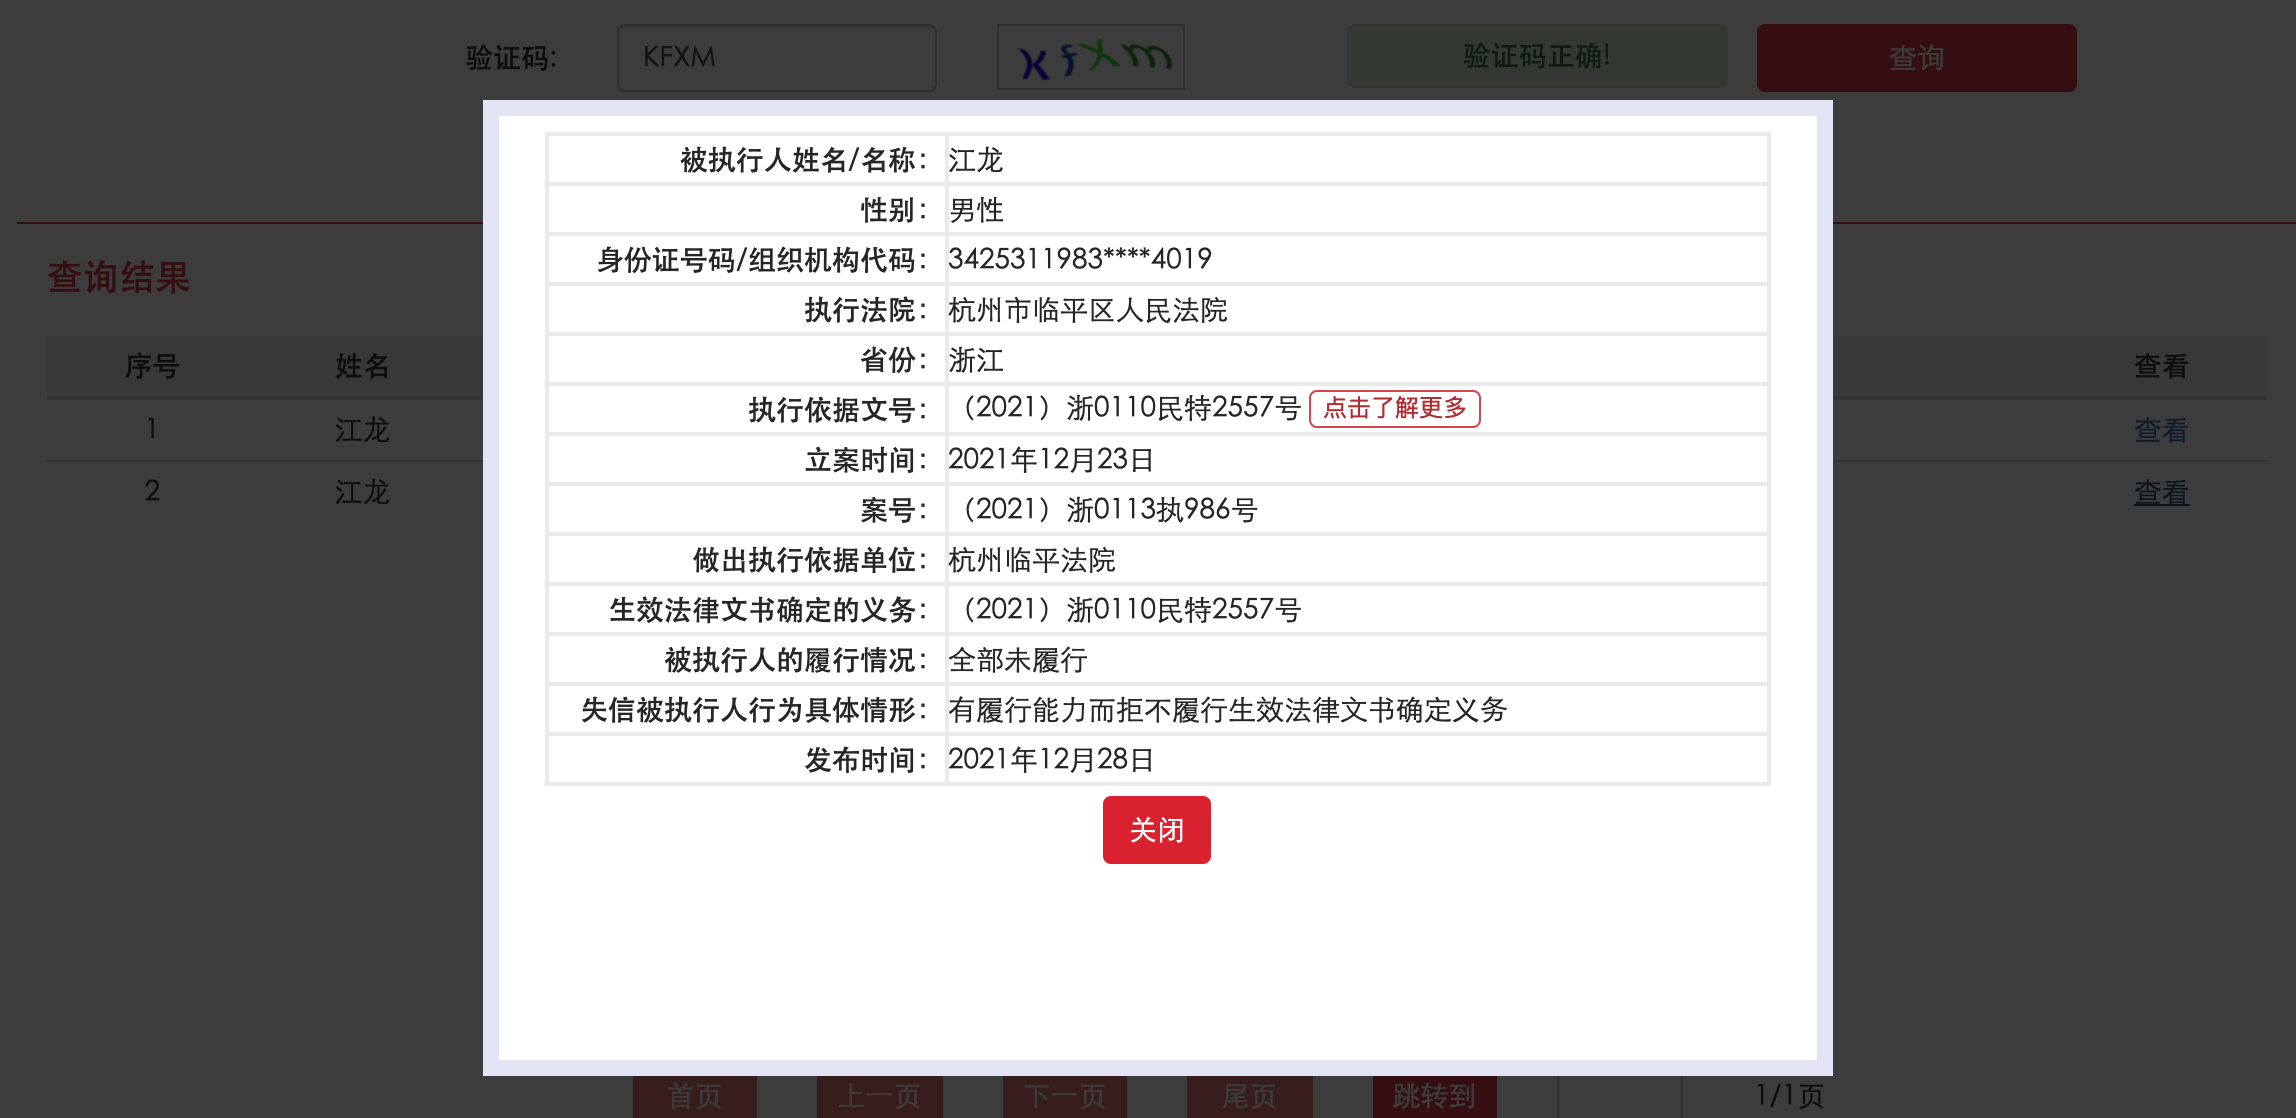 验证码: KFXM Kfxm 验证码正确! 查询
查询结果
序号 姓名 查看
1 江龙 查看
2 江龙 查看
被执行人姓名/名称: 江龙
性别: 男性
身份证号码/组织机构代码: 3425311983****4019
执行法院: 杭州市临平区人民法院
省份: 浙江
执行依据文号: （2021）浙0110民特2557号 点击了解更多
立案时间: 2021年12月23日
案号: （2021）浙0113执986号
做出执行依据单位: 杭州临平法院
生效法律文书确定的义务: （2021）浙0110民特2557号
被执行人的履行情况: 全部未履行
失信被执行人行为具体情形: 有履行能力而拒不履行生效法律文书确定义务
发布时间: 2021年12月28日
关闭
首页 上一页 下一页 尾页 跳转到 1/1页